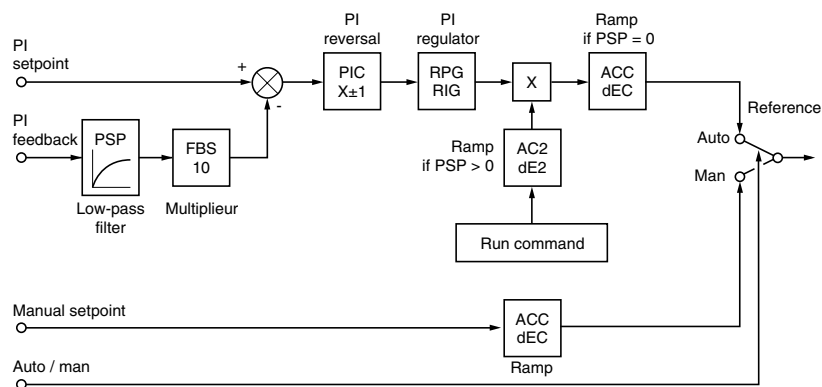 PI
setpoint
+
-
PI
reversal
PIC
X±1
PI
regulator
RPG
RIG
X
Ramp
if PSP = 0
ACC
dEC
Reference
PI
feedback
PSP
Low-pass
filter
FBS
10
Multiplieur
Ramp
if PSP > 0
AC2
dE2
Run command
Auto
Man
Manual setpoint
ACC
dEC
Ramp
Auto / man